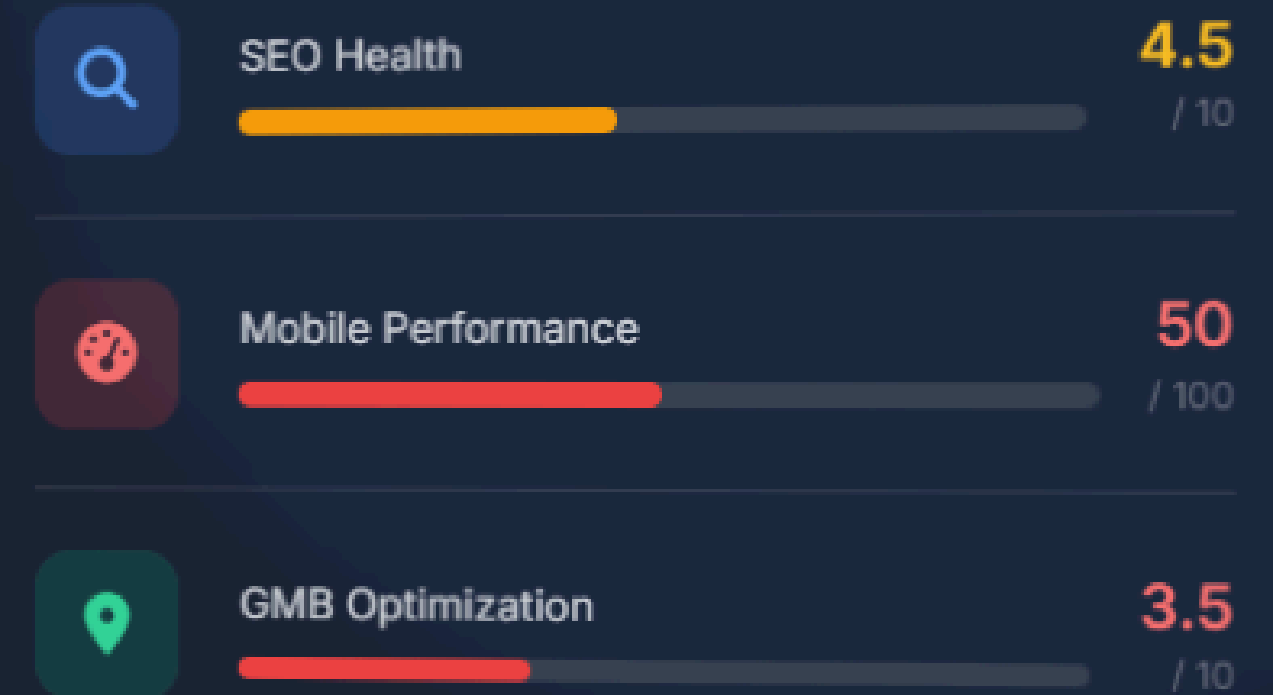 SEO Health
4.5
/ 10
Mobile Performance
50
/ 100
GMB Optimization
3.5
/ 10